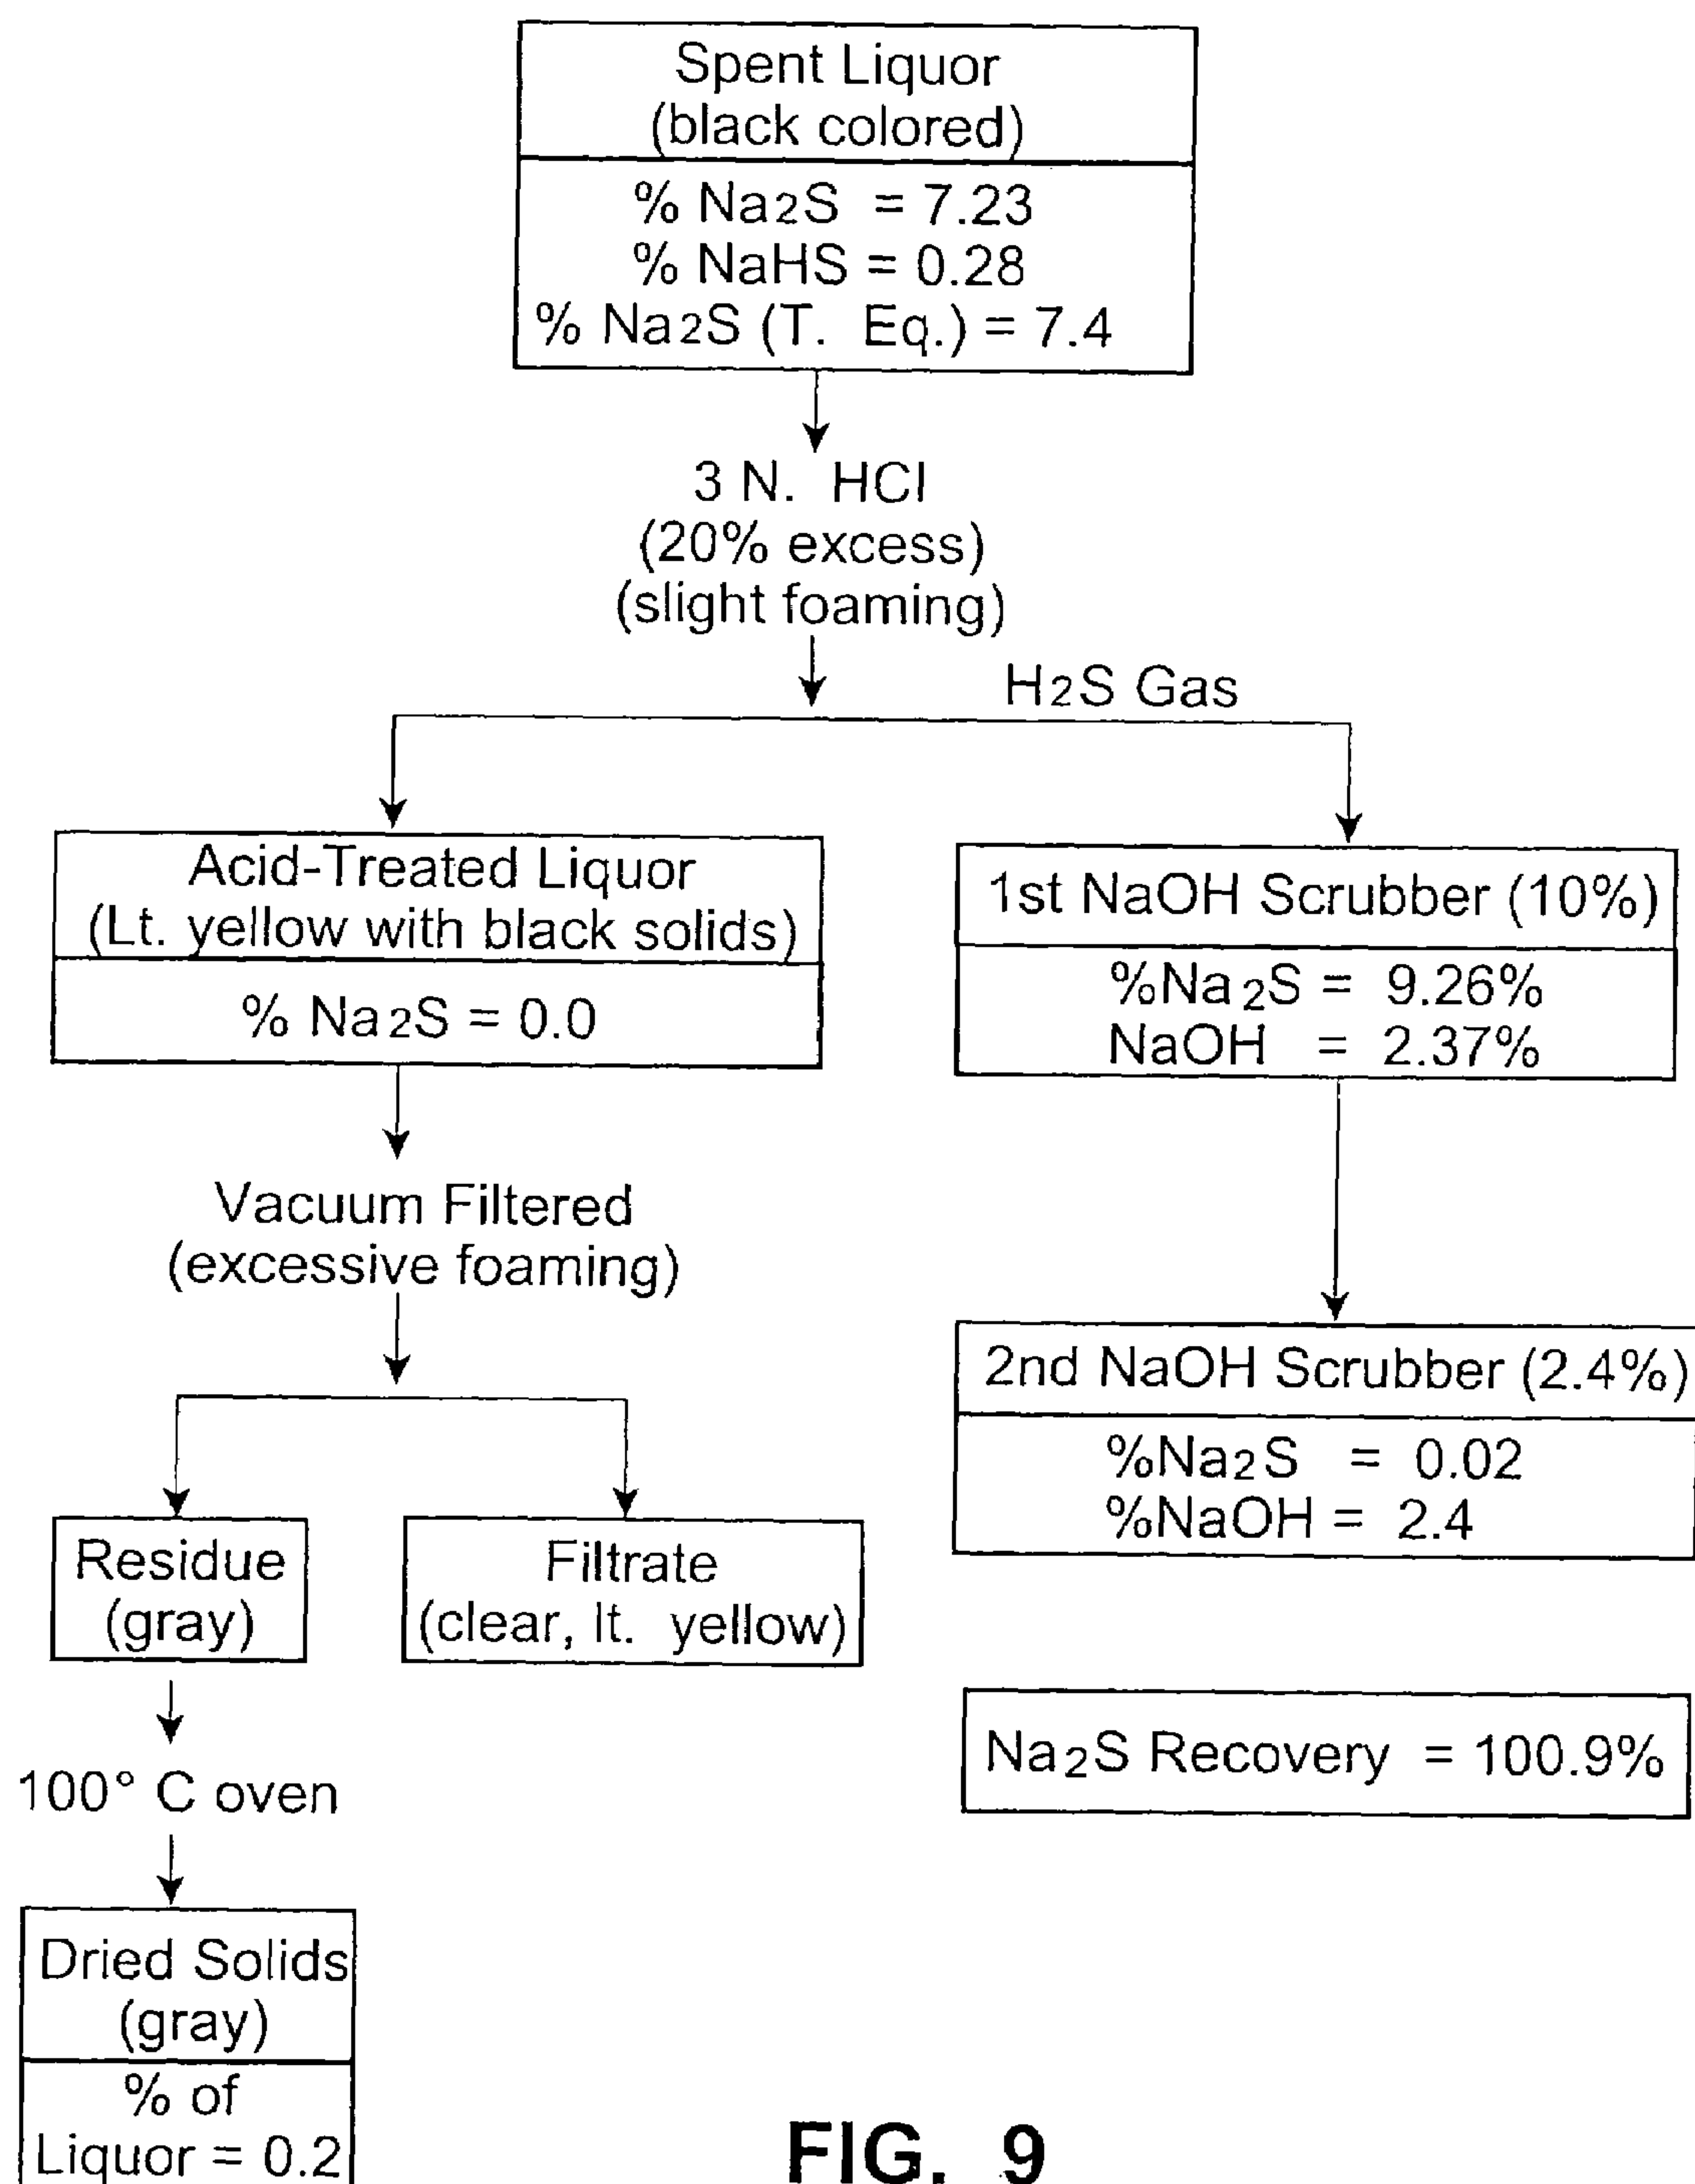 Spent Liquor
(black colored)
% Na2S = 7.23
% NaHS = 0.28
% Na2S (T. Eq.) = 7.4
3 N. HCl
(20% excess)
(slight foaming)
H2S Gas
Acid-Treated Liquor
(Lt. yellow with black solids)
% Na2S = 0.0
1st NaOH Scrubber (10%)
%Na2S = 9.26%
NaOH = 2.37%
Vacuum Filtered
(excessive foaming)
2nd NaOH Scrubber (2.4%)
%Na2S = 0.02
%NaOH = 2.4
Residue
(gray)
Filtrate
(clear, lt. yellow)
Na2S Recovery = 100.9%
100° C oven
Dried Solids
(gray)
% of
Liquor = 0.2
FIG. 9